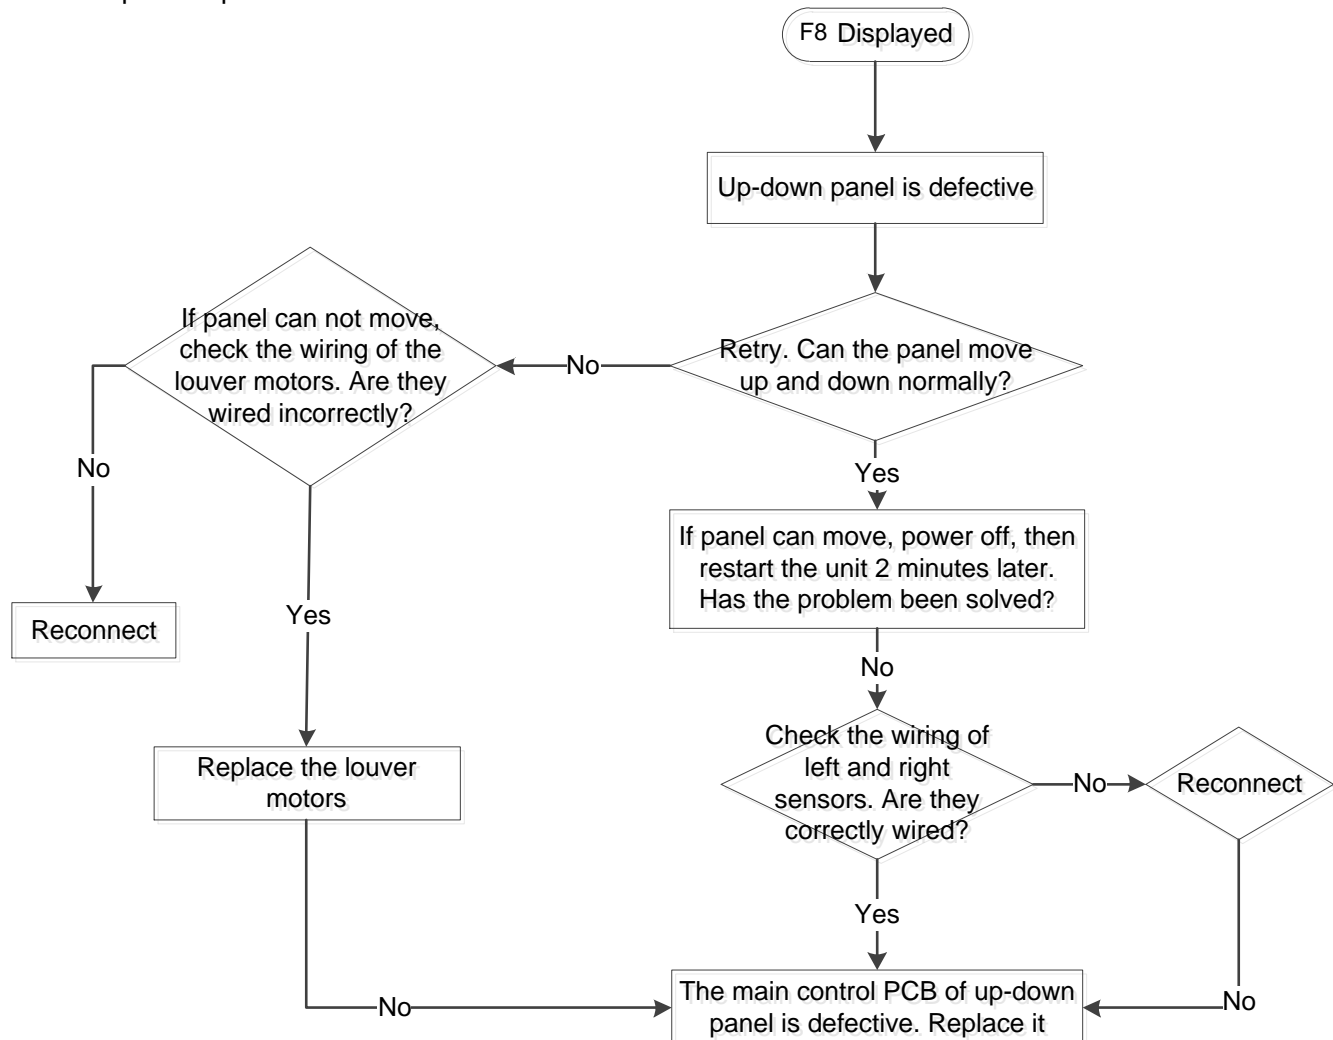 F8 Displayed
Up-down panel is defective
If panel can not move,
check the wiring of the
louver motors. Are they
wired incorrectly?
No
Retry. Can the panel move
up and down normally?
No
Yes
Yes
If panel can move, power off, then
restart the unit 2 minutes later.
Has the problem been solved?
Reconnect
No
Check the wiring of
left and right
sensors. Are they
correctly wired?
No
Reconnect
Replace the louver
motors
Yes
No
The main control PCB of up-down
panel is defective. Replace it
No